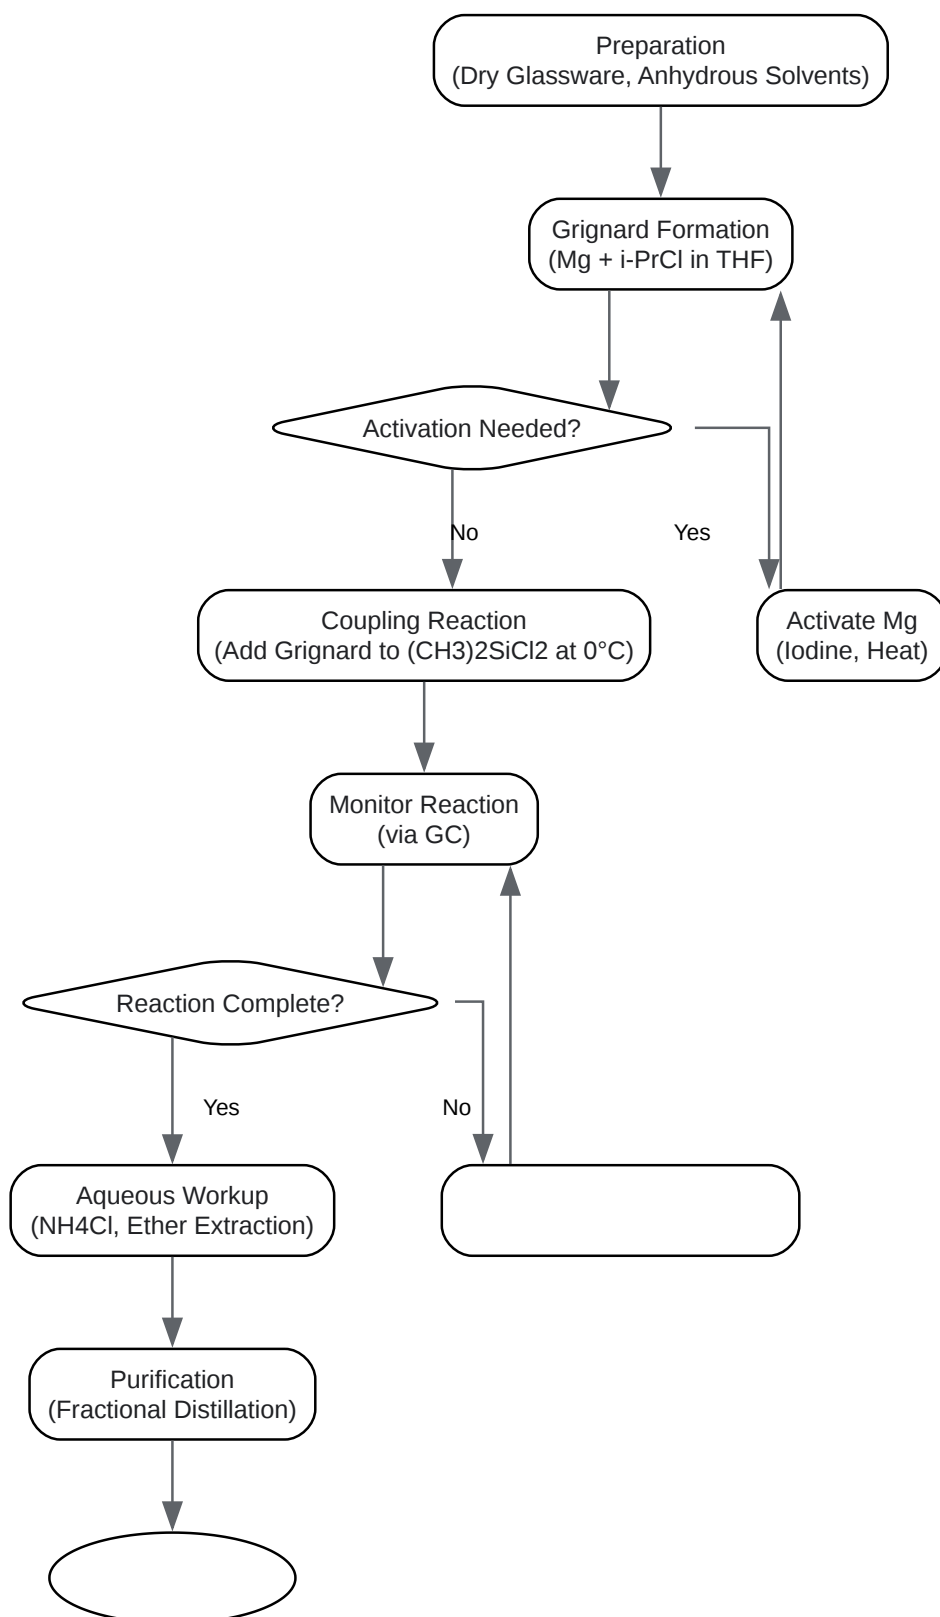 Preparation
(Dry Glassware, Anhydrous Solvents)
Grignard Formation
(Mg + i-PrCl in THF)
Activation Needed?
No
Yes
Coupling Reaction
(Add Grignard to (CH3)2SiCl2 at 0°C)
Activate Mg
(Iodine, Heat)
Monitor Reaction
(via GC)
Reaction Complete?
Yes
No
Aqueous Workup
(NH4Cl, Ether Extraction)
Purification
(Fractional Distillation)